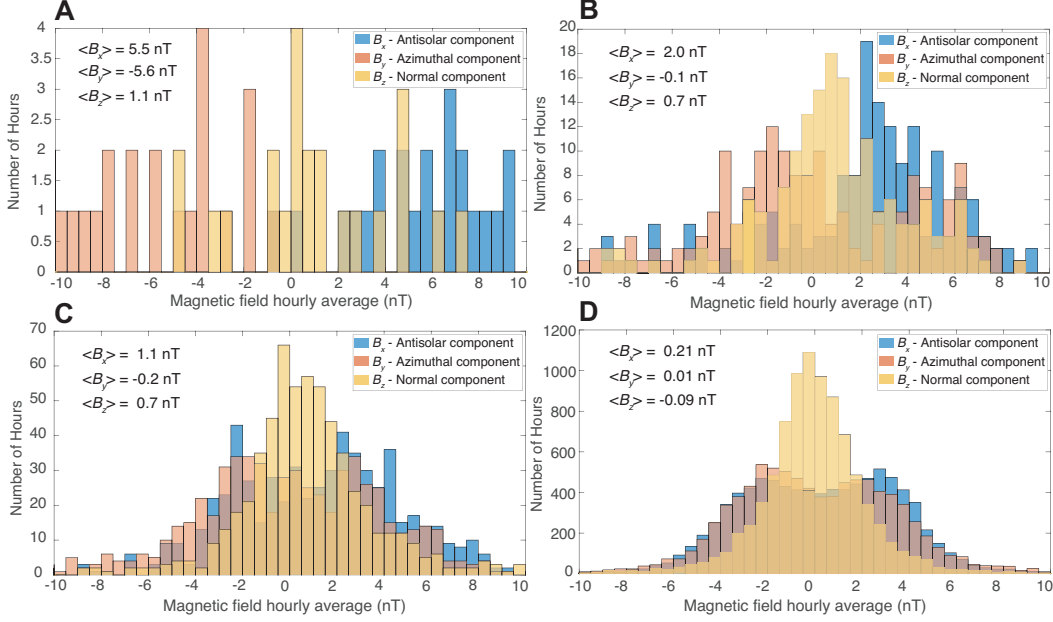 A
<Bx> = 5.5 nT
<By> = -5.6 nT
<Bz> = 1.1 nT
Bx - Antisolar component
By - Azimuthal component
Bz - Normal component
Number of Hours
4
3.5
3
2.5
2
1.5
1
0.5
0
-10 -8 -6 -4 -2 0 2 4 6 8 10
Magnetic field hourly average (nT)
B
<Bx> = 2.0 nT
<By> = -0.1 nT
<Bz> = 0.7 nT
Bx - Antisolar component
By - Azimuthal component
Bz - Normal component
Number of Hours
20
18
16
14
12
10
8
6
4
2
0
-10 -8 -6 -4 -2 0 2 4 6 8 10
Magnetic field hourly average (nT)
C
<Bx> = 1.1 nT
<By> = -0.2 nT
<Bz> = 0.7 nT
Bx - Antisolar component
By - Azimuthal component
Bz - Normal component
Number of Hours
70
60
50
40
30
20
10
0
-10 -8 -6 -4 -2 0 2 4 6 8 10
Magnetic field hourly average (nT)
D
<Bx> = 0.21 nT
<By> = 0.01 nT
<Bz> = -0.09 nT
Bx - Antisolar component
By - Azimuthal component
Bz - Normal component
Number of Hours
1200
1000
800
600
400
200
0
-10 -8 -6 -4 -2 0 2 4 6 8 10
Magnetic field hourly average (nT)